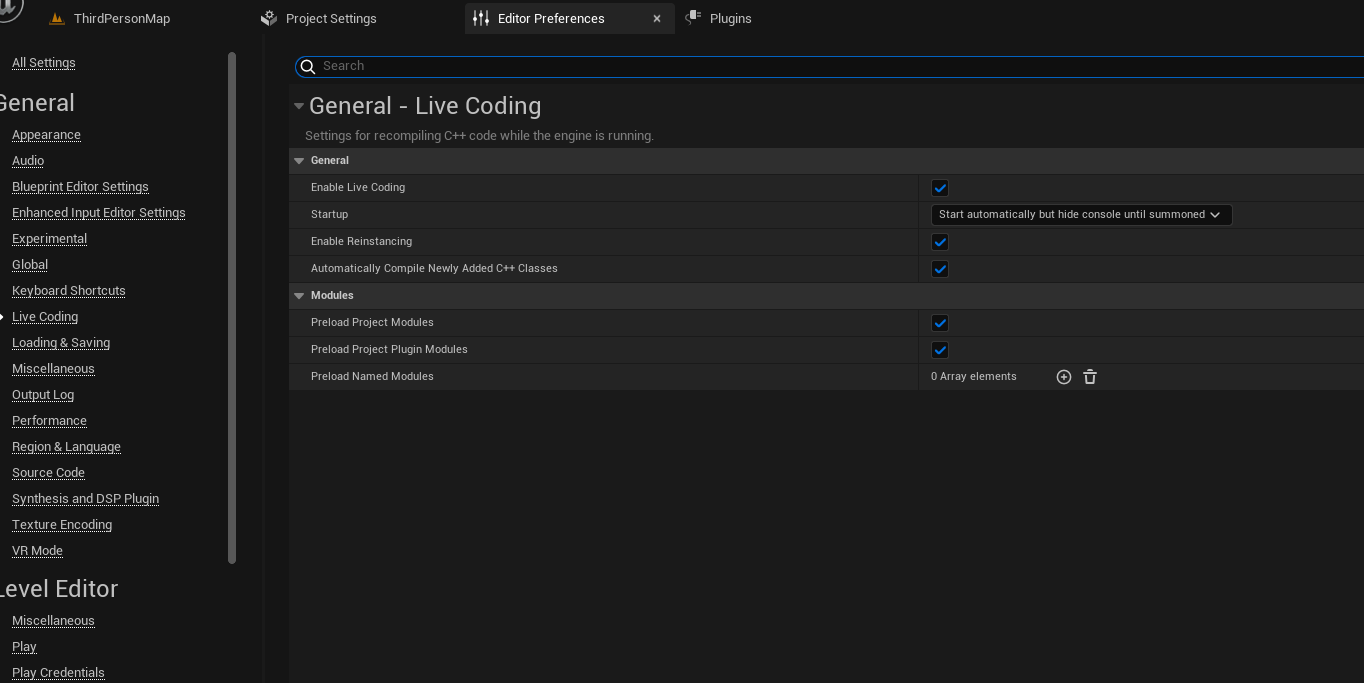 ThirdPersonMap
Project Settings
Editor Preferences
Plugins
All Settings
General
Appearance
Audio
Blueprint Editor Settings
Enhanced Input Editor Settings
Experimental
Global
Keyboard Shortcuts
Live Coding
Loading & Saving
Miscellaneous
Output Log
Performance
Region & Language
Source Code
Synthesis and DSP Plugin
Texture Encoding
VR Mode
Level Editor
Miscellaneous
Play
Play Credentials
Search
General - Live Coding
Settings for recompiling C++ code while the engine is running.
General
Enable Live Coding
Startup Start automatically but hide console until summoned
Enable Reinstancing
Automatically Compile Newly Added C++ Classes
Modules
Preload Project Modules
Preload Project Plugin Modules
Preload Named Modules 0 Array elements